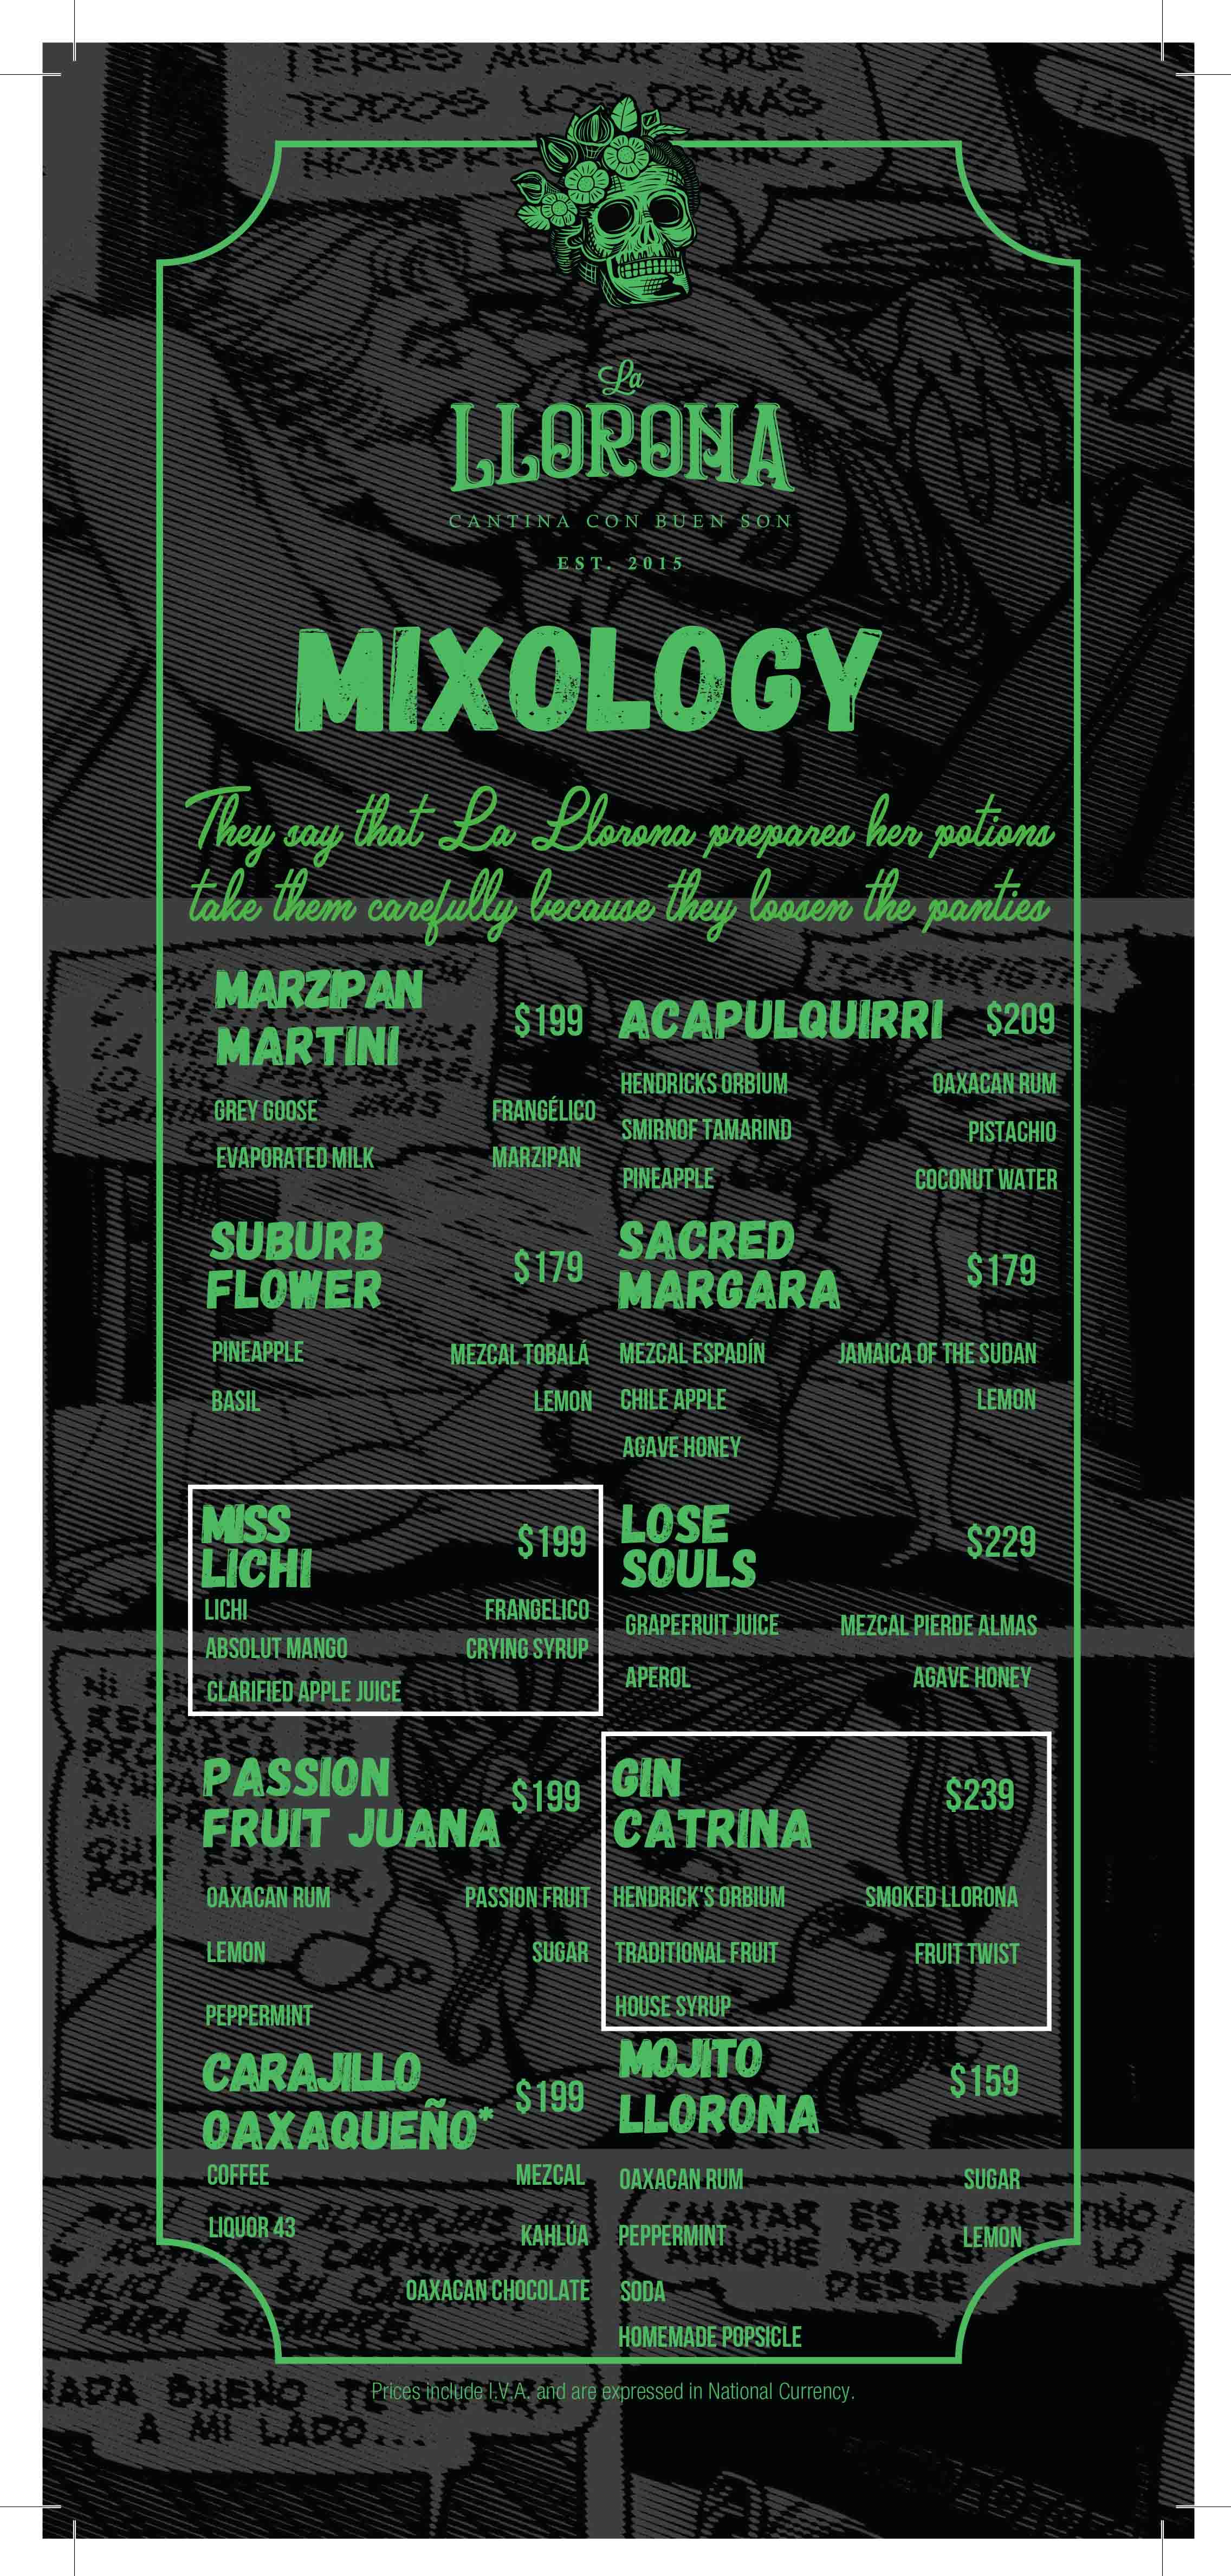 TODOS LOS DEMÁS
La
LLORONA
CANTINA CON BUEN SON
EST. 2015
MIXOLOGY
They say that La Llorona prepares her potions
take them carefully because they loosen the panties
MARZIPAN
MARTINI
$199
GREY GOOSE FRANGÉLICO
EVAPORATED MILK MARZIPAN
ACAPULQUIRRI $209
HENDRICKS ORBIUM OAXACAN RUM
SMIRNOF TAMARIND PISTACHIO
PINEAPPLE COCONUT WATER
SUBURB
FLOWER
$179
PINEAPPLE MEZCAL TOBALÁ
BASIL LEMON
SACRED
MARGARA
$179
MEZCAL ESPADÍN JAMAICA OF THE SUDAN
CHILE APPLE LEMON
AGAVE HONEY
MISS
LICHI
$199
LICHI FRANGELICO
ABSOLUT MANGO CRYING SYRUP
CLARIFIED APPLE JUICE
LOSE
SOULS
$229
GRAPEFRUIT JUICE MEZCAL PIERDE ALMAS
APEROL AGAVE HONEY
PASSION
FRUIT JUANA
$199
OAXACAN RUM PASSION FRUIT
LEMON SUGAR
PEPPERMINT
GIN
CATRINA
$239
HENDRICK'S ORBIUM SMOKED LLORONA
TRADITIONAL FRUIT FRUIT TWIST
HOUSE SYRUP
CARAJILLO
OAXAQUEÑO*
$199
COFFEE MEZCAL
LIQUOR 43 KAHLÚA
OAXACAN CHOCOLATE
MOJITO
LLORONA
$159
OAXACAN RUM SUGAR
PEPPERMINT LEMON
SODA
HOMEMADE POPSICLE
Prices include I.V.A. and are expressed in National Currency.
A MI LADO...